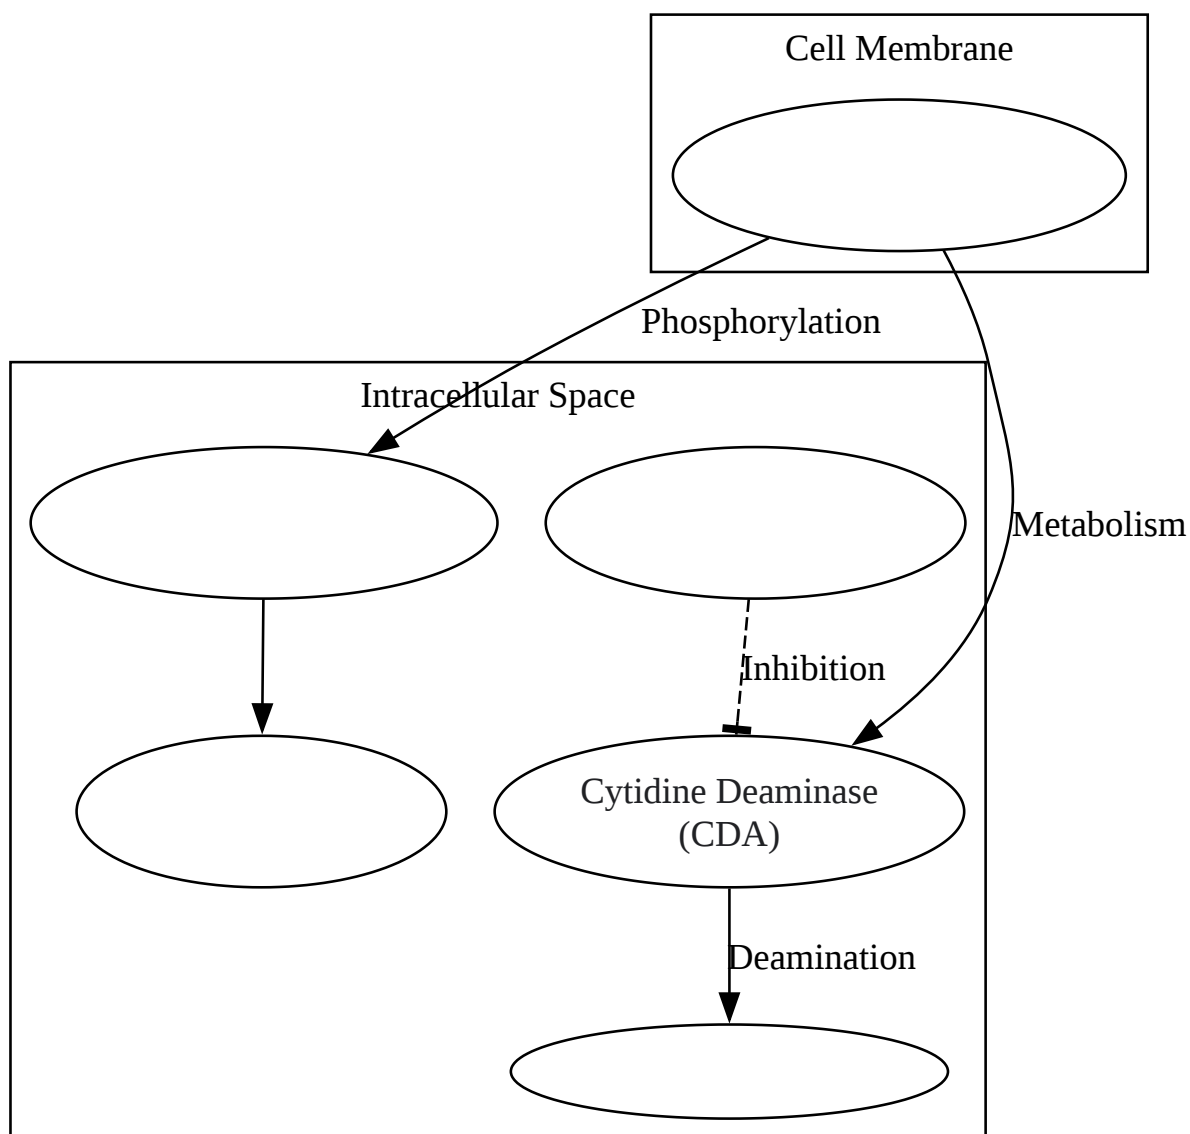 Cell Membrane
Phosphorylation
Intracellular Space
Metabolism
Inhibition
Cytidine Deaminase
(CDA)
Deamination